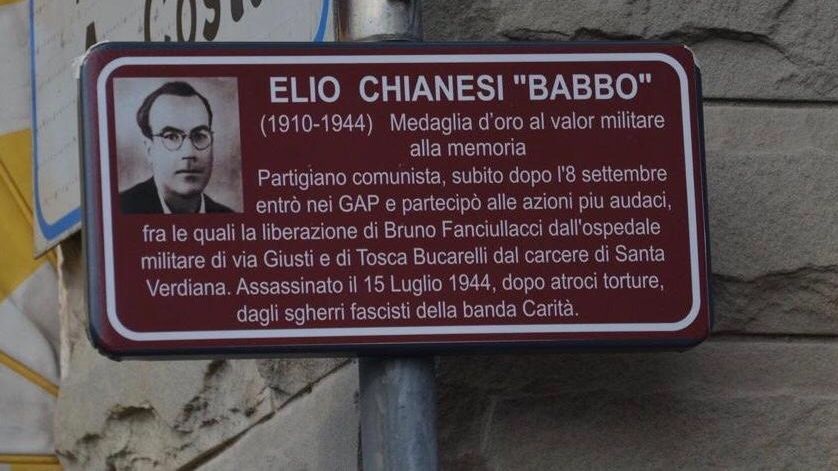 ELIO CHIANESI "BABBO"
(1910-1944) Medaglia d'oro al valor militare
alla memoria
Partigiano comunista, subito dopo l'8 settembre
entrò nei GAP e partecipò alle azioni piu audaci,
fra le quali la liberazione di Bruno Fanciullacci dall'ospedale
militare di via Giusti e di Tosca Bucarelli dal carcere di Santa
Verdiana. Assassinato il 15 Luglio 1944, dopo atroci torture,
dagli sgherri fascisti della banda Carità.